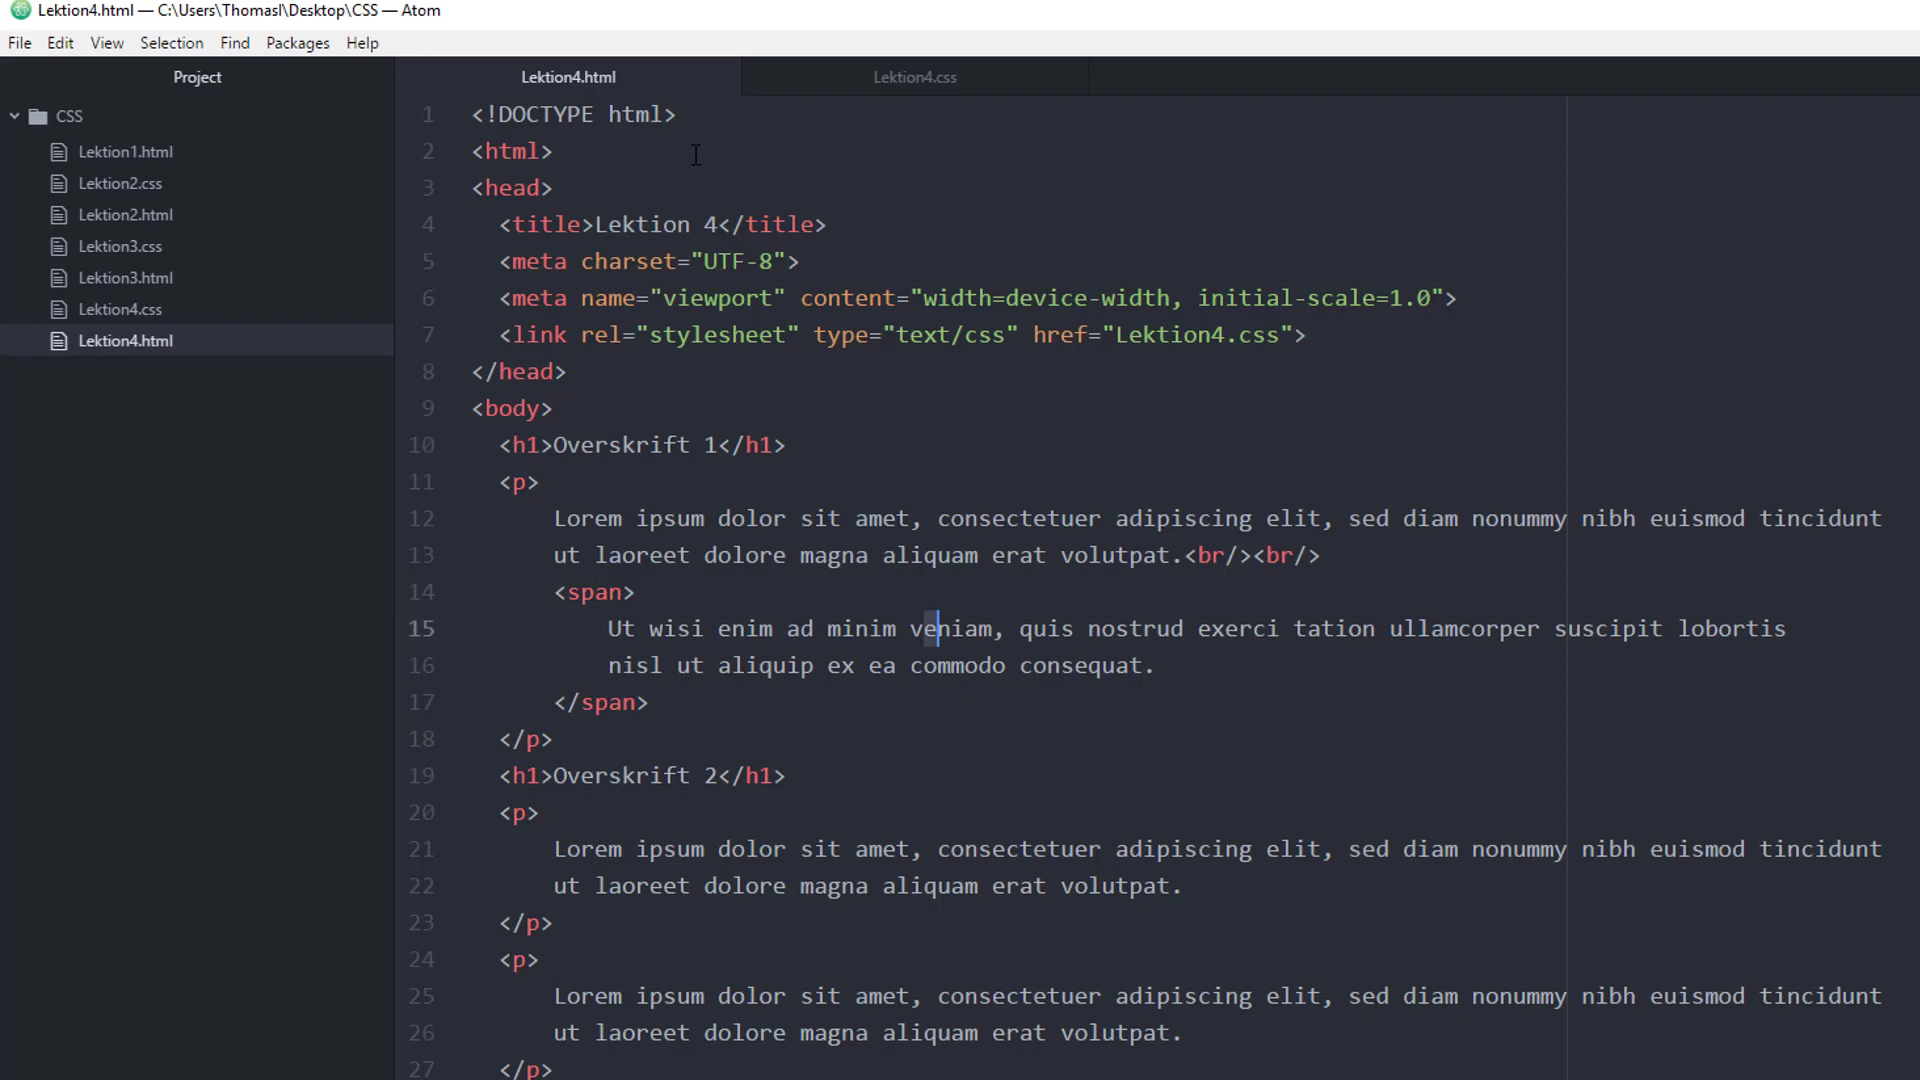 Lektion4.html — C:\Users\Thomasl\Desktop\CSS — Atom
File Edit View Selection Find Packages Help
Project
CSS
Lektion1.html
Lektion2.css
Lektion2.html
Lektion3.css
Lektion3.html
Lektion4.css
Lektion4.html
Lektion4.html Lektion4.css
1 <!DOCTYPE html>
2 <html>
3 <head>
4 <title>Lektion 4</title>
5 <meta charset="UTF-8">
6 <meta name="viewport" content="width=device-width, initial-scale=1.0">
7 <link rel="stylesheet" type="text/css" href="Lektion4.css">
8 </head>
9 <body>
10 <h1>Overskrift 1</h1>
11 <p>
12 Lorem ipsum dolor sit amet, consectetuer adipiscing elit, sed diam nonummy nibh euismod tincidunt
13 ut laoreet dolore magna aliquam erat volutpat.<br/><br/>
14 <span>
15 Ut wisi enim ad minim veniam, quis nostrud exerci tation ullamcorper suscipit lobortis
16 nisl ut aliquip ex ea commodo consequat.
17 </span>
18 </p>
19 <h1>Overskrift 2</h1>
20 <p>
21 Lorem ipsum dolor sit amet, consectetuer adipiscing elit, sed diam nonummy nibh euismod tincidunt
22 ut laoreet dolore magna aliquam erat volutpat.
23 </p>
24 <p>
25 Lorem ipsum dolor sit amet, consectetuer adipiscing elit, sed diam nonummy nibh euismod tincidunt
26 ut laoreet dolore magna aliquam erat volutpat.
27 </p>